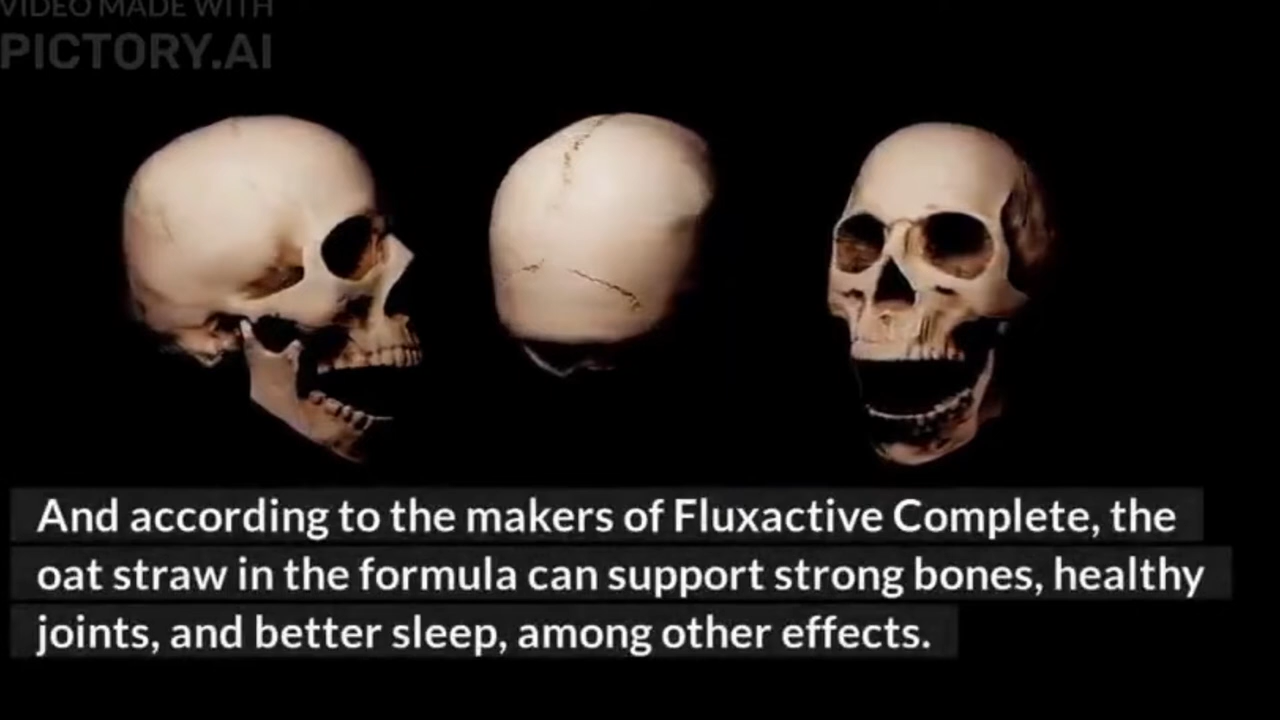 VIDEO MADE WITH
PICTORY.AI
And according to the makers of Fluxactive Complete, the
oat straw in the formula can support strong bones, healthy
joints, and better sleep, among other effects.